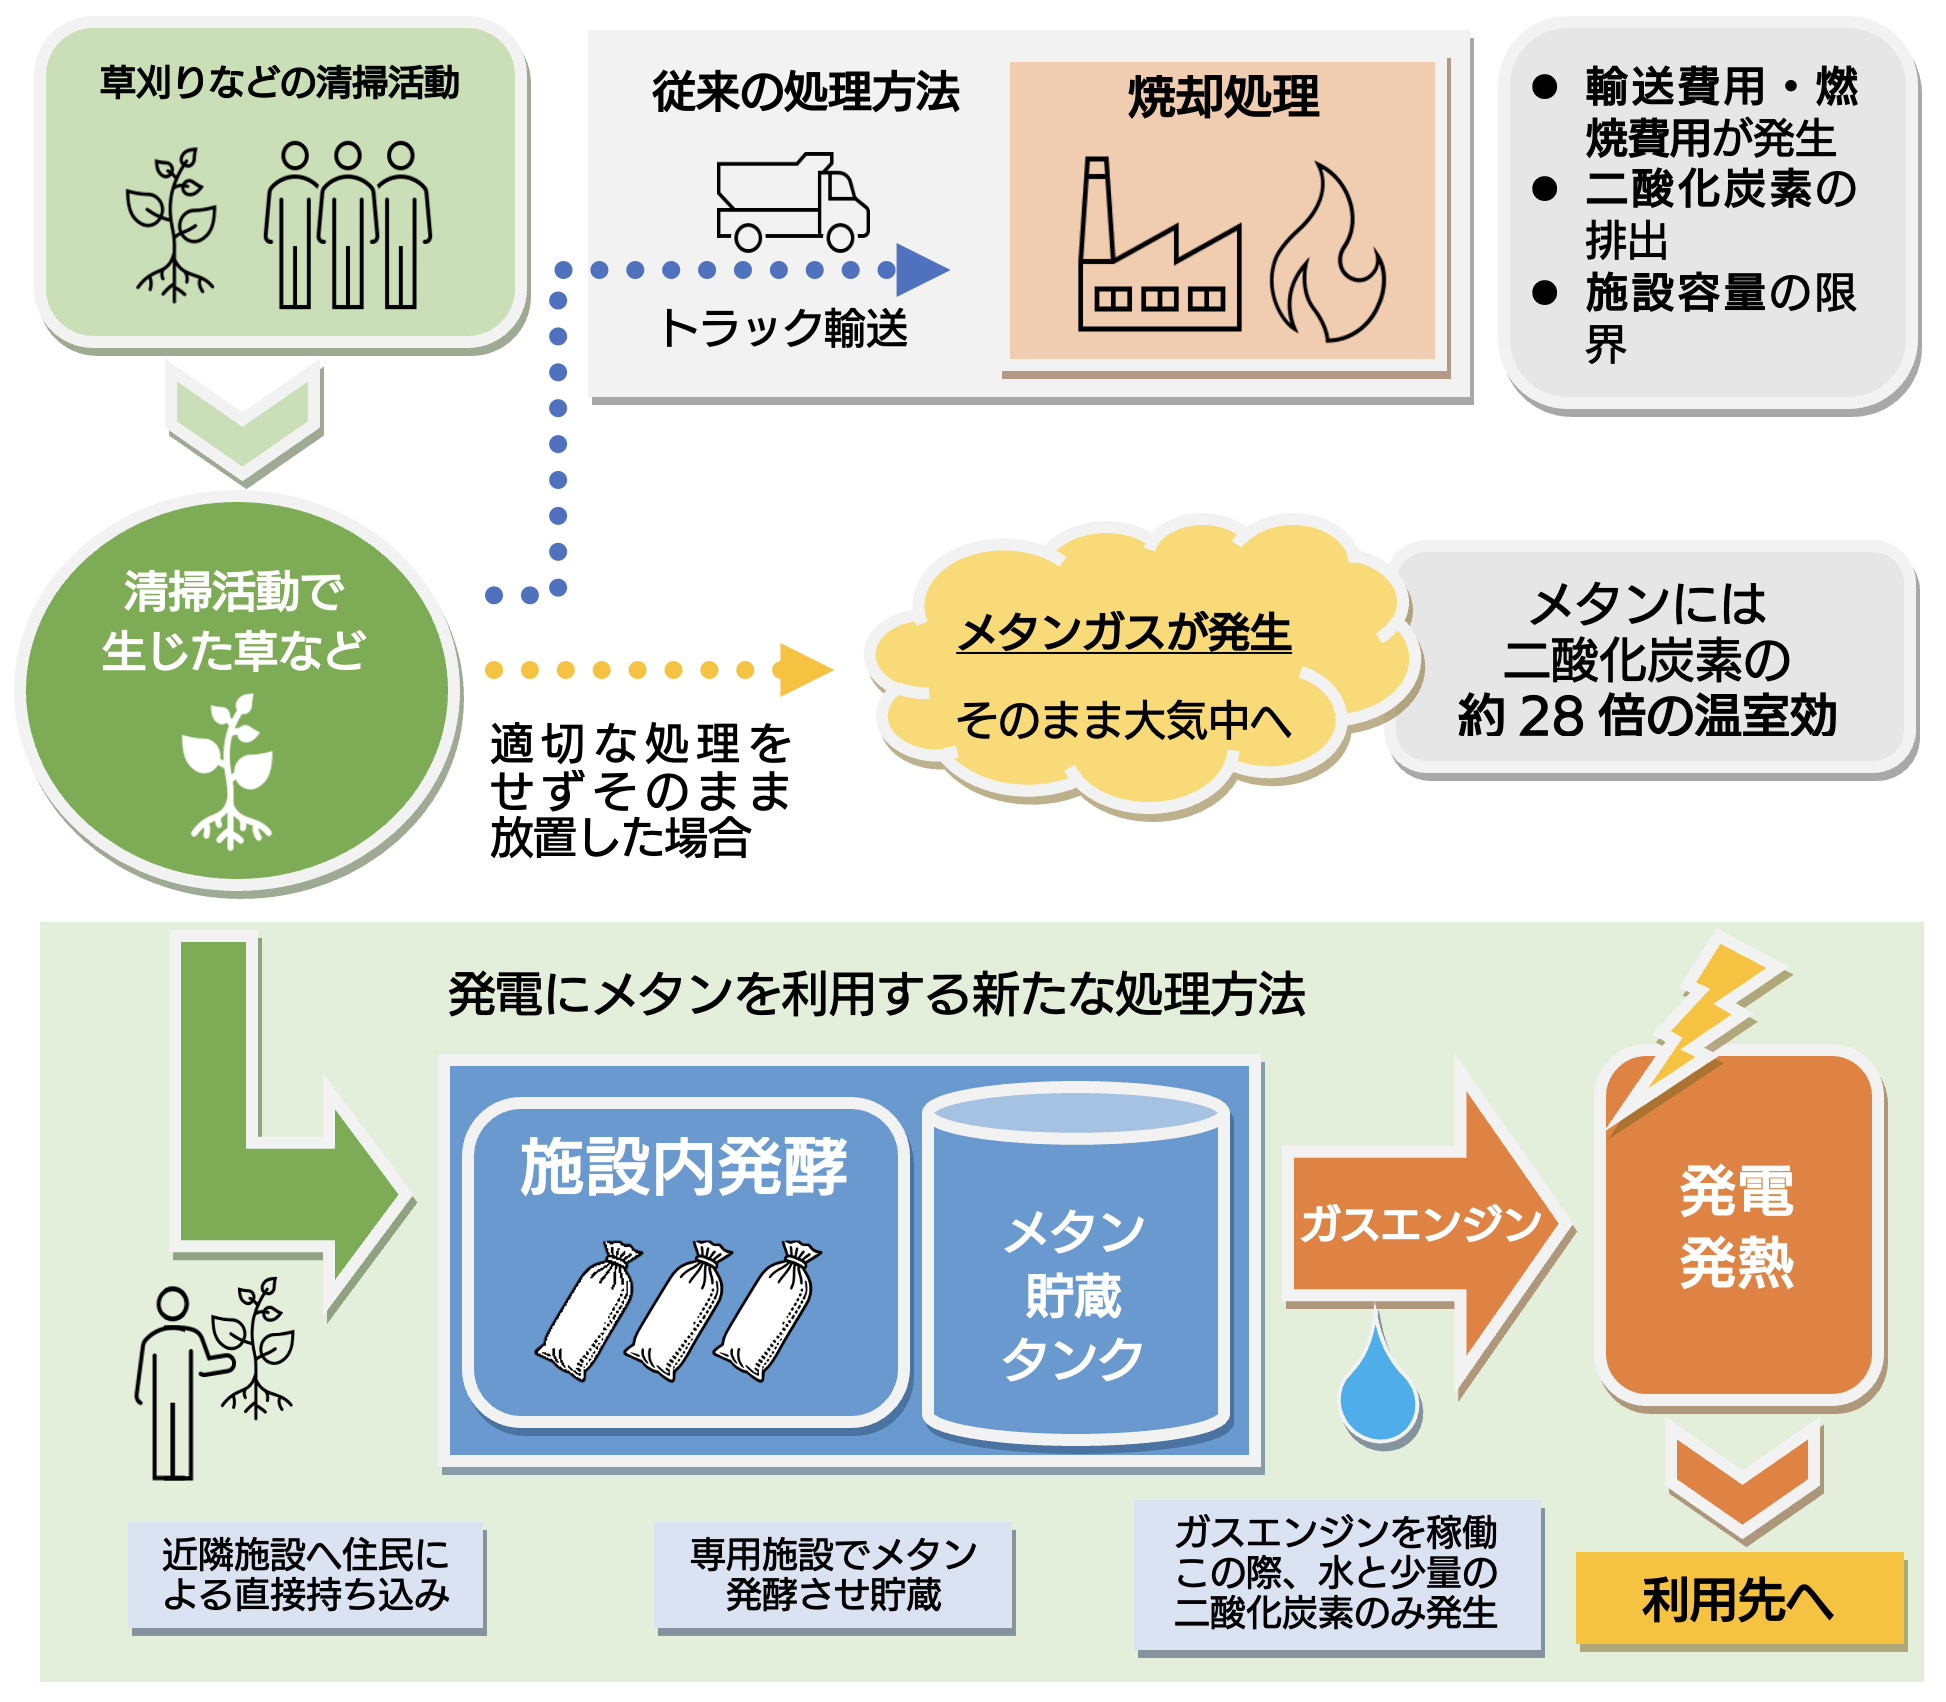 草刈りなどの清掃活動
従来の処理方法
トラック輸送
焼却処理
● 輸送費用・燃
焼費用が発生
● 二酸化炭素の
排出
● 施設容量の限
界
清掃活動で
生じた草など
適切な処理を
せずそのまま
放置した場合
メタンガスが発生
そのまま大気中へ
メタンには
二酸化炭素の
約 28 倍の温室効
発電にメタンを利用する新たな処理方法
施設内発酵
メタン
貯蔵
タンク
ガスエンジン
発電
発熱
近隣施設へ住民に
よる直接持ち込み
専用施設でメタン
発酵させ貯蔵
ガスエンジンを稼働
この際、水と少量の
二酸化炭素のみ発生
利用先へ